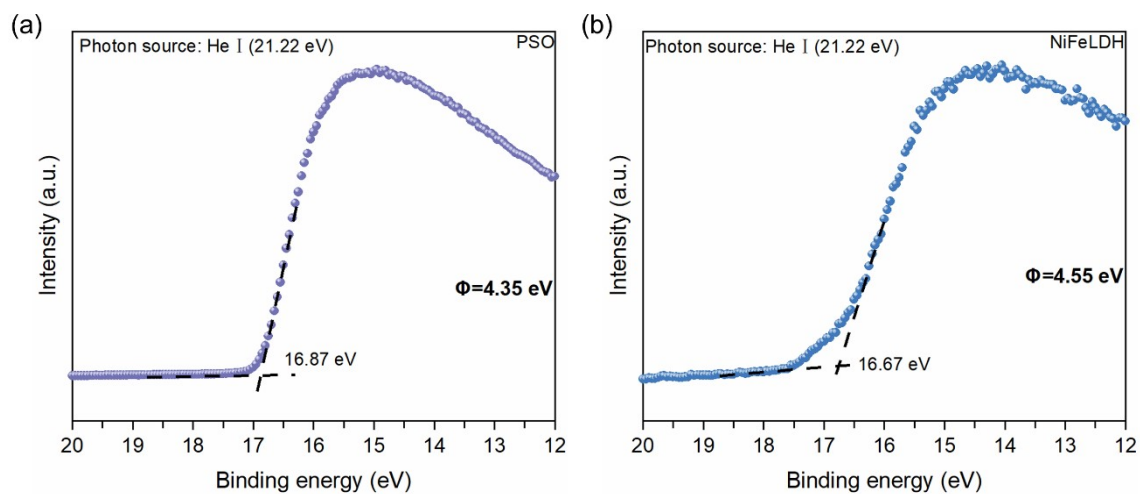 (a)
Photon source: He I (21.22 eV)
PSO
Intensity (a.u.)
Φ=4.35 eV
16.87 eV
20 19 18 17 16 15 14 13 12
Binding energy (eV)
(b)
Photon source: He I (21.22 eV)
NiFeLDH
Intensity (a.u.)
Φ=4.55 eV
16.67 eV
20 19 18 17 16 15 14 13 12
Binding energy (eV)